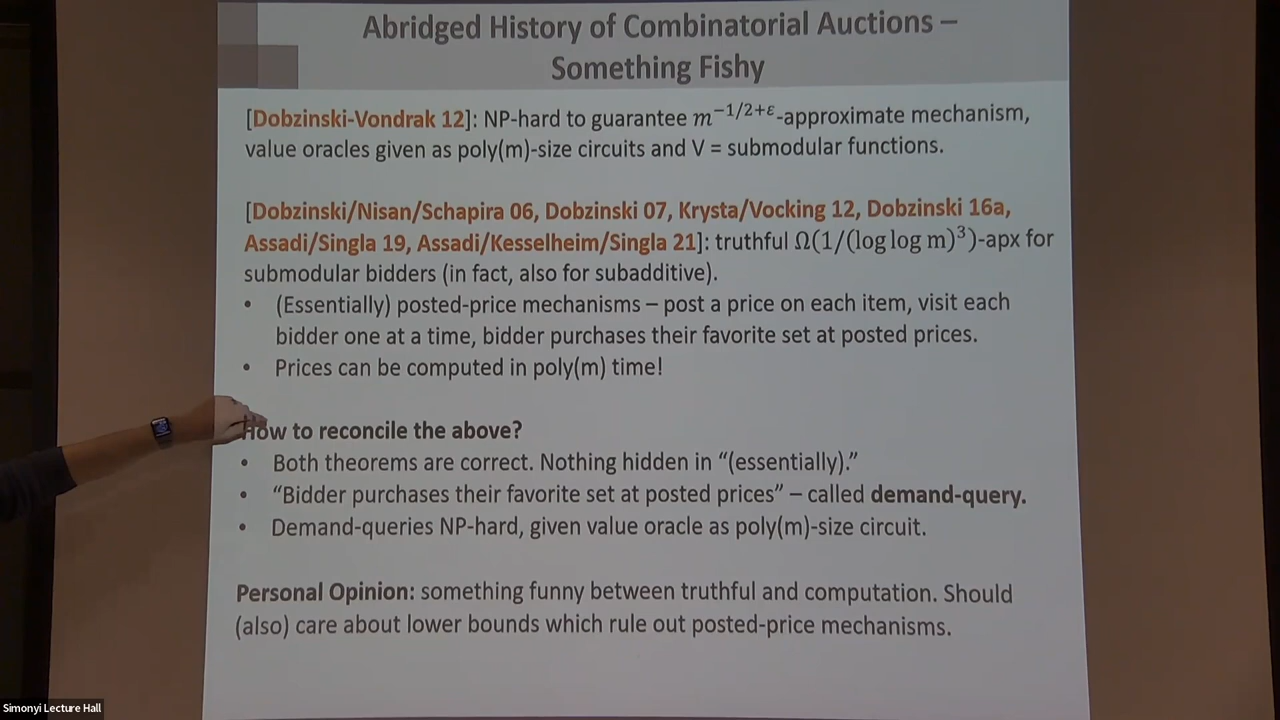 Abridged History of Combinatorial Auctions –
Something Fishy
[Dobzinski-Vondrak 12]: NP-hard to guarantee m^{-1/2+ε}-approximate mechanism,
value oracles given as poly(m)-size circuits and V = submodular functions.
[Dobzinski/Nisan/Schapira 06, Dobzinski 07, Krysta/Vocking 12, Dobzinski 16a,
Assadi/Singla 19, Assadi/Kesselheim/Singla 21]: truthful Ω(1/(log log m)^3)-apx for
submodular bidders (in fact, also for subadditive).
• (Essentially) posted-price mechanisms – post a price on each item, visit each
bidder one at a time, bidder purchases their favorite set at posted prices.
• Prices can be computed in poly(m) time!
How to reconcile the above?
• Both theorems are correct. Nothing hidden in “(essentially).”
• “Bidder purchases their favorite set at posted prices” – called demand-query.
• Demand-queries NP-hard, given value oracle as poly(m)-size circuit.
Personal Opinion: something funny between truthful and computation. Should
(also) care about lower bounds which rule out posted-price mechanisms.
Simonyi Lecture Hall